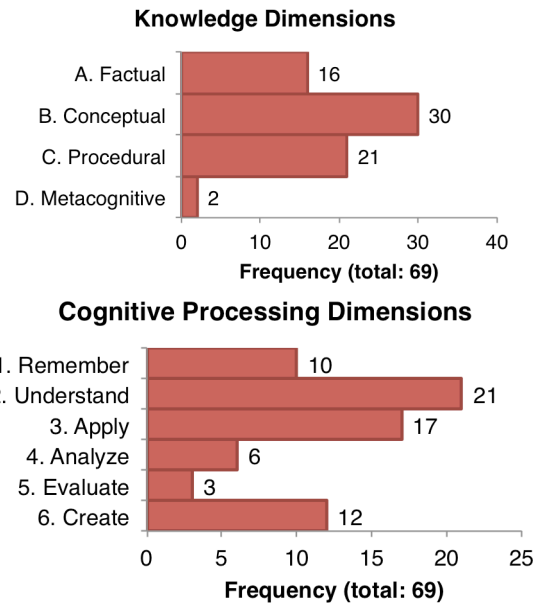 Knowledge Dimensions
A. Factual 16
B. Conceptual 30
C. Procedural 21
D. Metacognitive 2
0 10 20 30 40
Frequency (total: 69)
Cognitive Processing Dimensions
. Remember 10
. Understand 21
3. Apply 17
4. Analyze 6
5. Evaluate 3
6. Create 12
0 5 10 15 20 25
Frequency (total: 69)